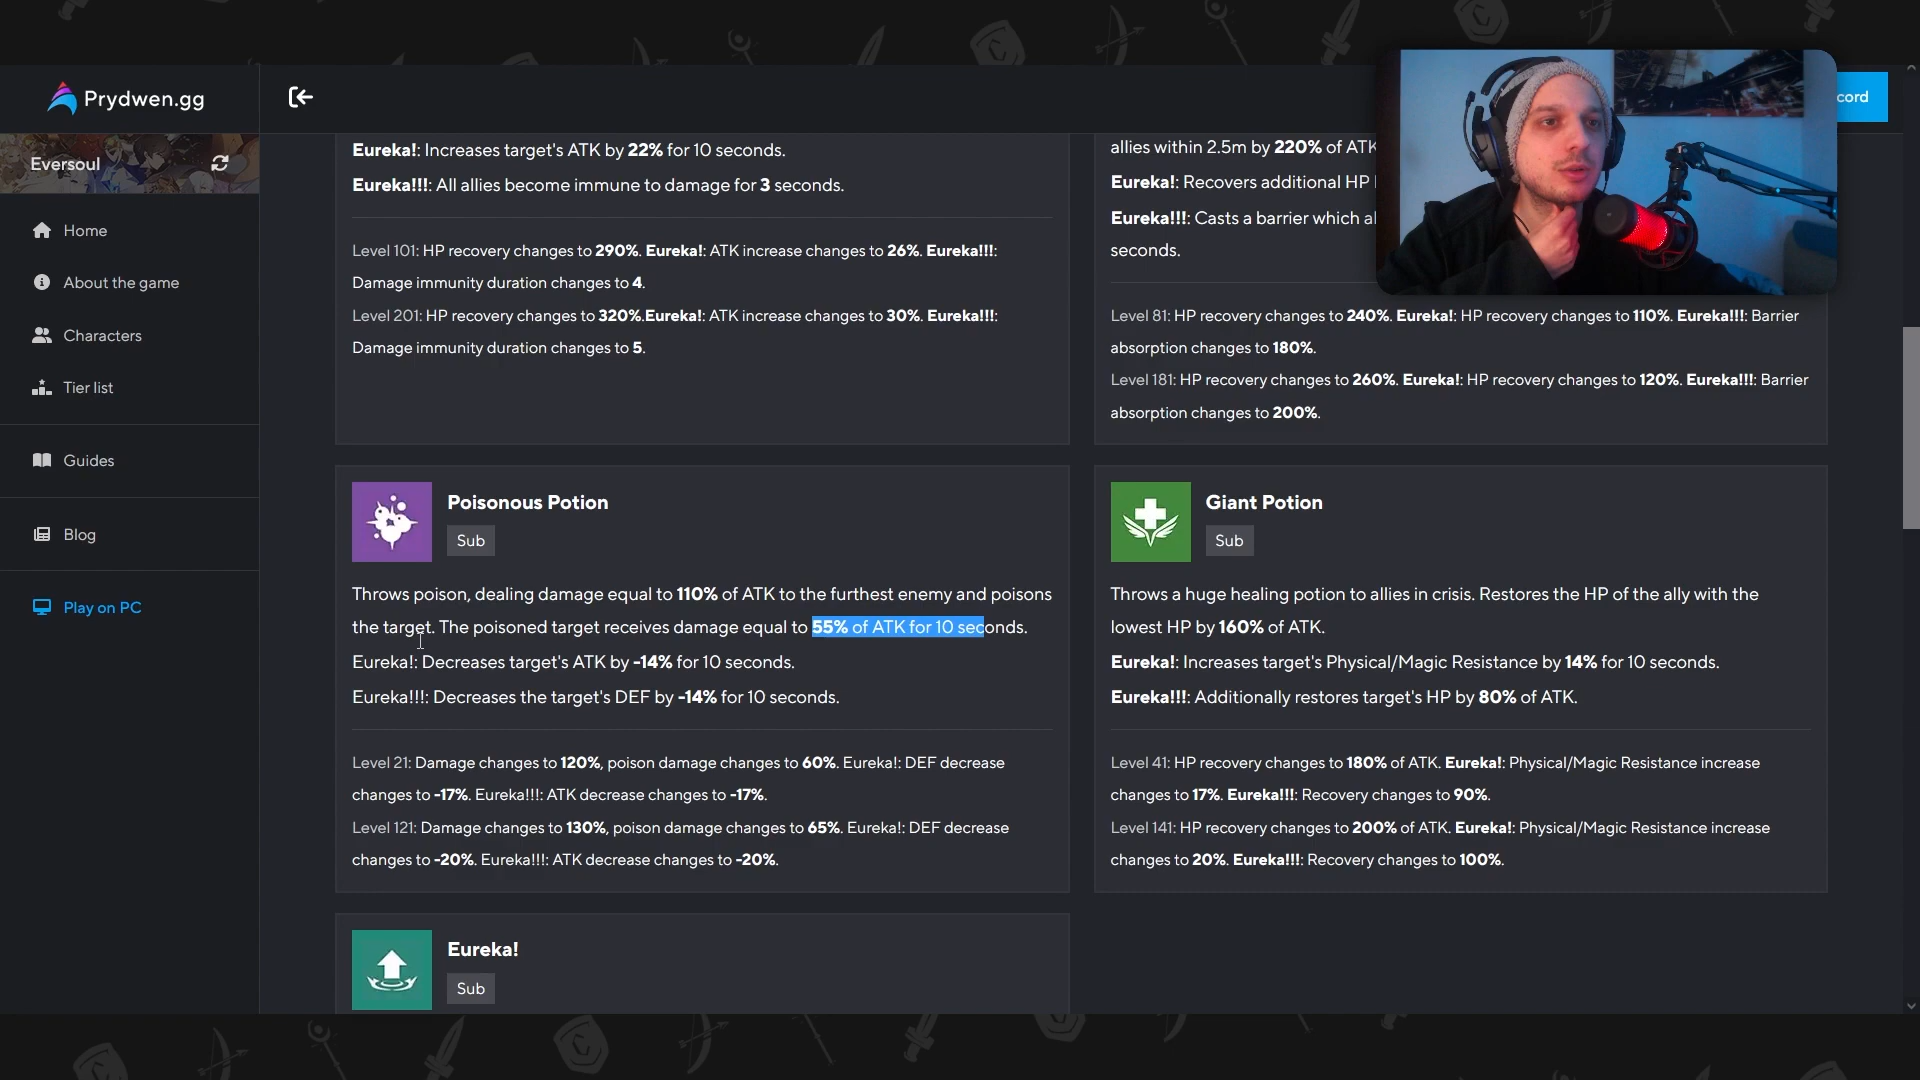 Prydwen.gg
cord
Eversoul
Home
About the game
Characters
Tier list
Guides
Blog
Play on PC
Eureka!: Increases target's ATK by 22% for 10 seconds.
Eureka!!!: All allies become immune to damage for 3 seconds.
Level 101: HP recovery changes to 290%. Eureka!: ATK increase changes to 26%. Eureka!!!:
Damage immunity duration changes to 4.
Level 201: HP recovery changes to 320%.Eureka!: ATK increase changes to 30%. Eureka!!!:
Damage immunity duration changes to 5.
allies within 2.5m by 220% of ATK
Eureka!: Recovers additional HP
Eureka!!!: Casts a barrier which
seconds.
Level 81: HP recovery changes to 240%. Eureka!: HP recovery changes to 110%. Eureka!!!: Barrier
absorption changes to 180%.
Level 181: HP recovery changes to 260%. Eureka!: HP recovery changes to 120%. Eureka!!!: Barrier
absorption changes to 200%.
Poisonous Potion
Sub
Throws poison, dealing damage equal to 110% of ATK to the furthest enemy and poisons
the target. The poisoned target receives damage equal to 55% of ATK for 10 seconds.
Eureka!: Decreases target's ATK by -14% for 10 seconds.
Eureka!!!: Decreases the target's DEF by -14% for 10 seconds.
Level 21: Damage changes to 120%, poison damage changes to 60%. Eureka!: DEF decrease
changes to -17%. Eureka!!!: ATK decrease changes to -17%.
Level 121: Damage changes to 130%, poison damage changes to 65%. Eureka!: DEF decrease
changes to -20%. Eureka!!!: ATK decrease changes to -20%.
Giant Potion
Sub
Throws a huge healing potion to allies in crisis. Restores the HP of the ally with the
lowest HP by 160% of ATK.
Eureka!: Increases target's Physical/Magic Resistance by 14% for 10 seconds.
Eureka!!!: Additionally restores target's HP by 80% of ATK.
Level 41: HP recovery changes to 180% of ATK. Eureka!: Physical/Magic Resistance increase
changes to 17%. Eureka!!!: Recovery changes to 90%.
Level 141: HP recovery changes to 200% of ATK. Eureka!: Physical/Magic Resistance increase
changes to 20%. Eureka!!!: Recovery changes to 100%.
Eureka!
Sub